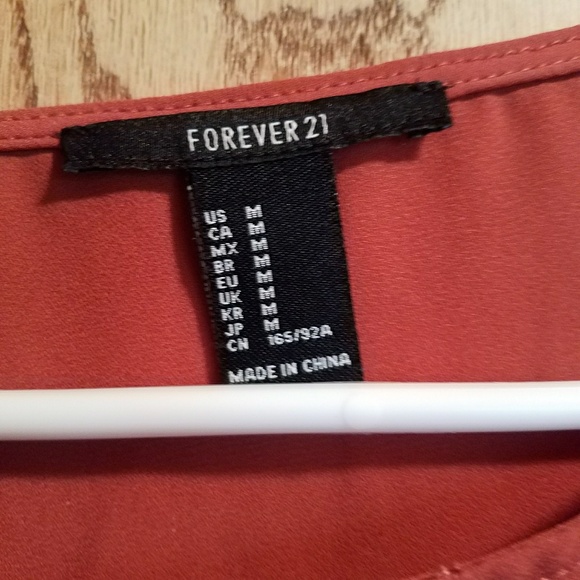 FOREVER 21
US M
CA M
MX M
BR M
EU M
UK M
KR M
JP M
CN 165/92A
MADE IN CHINA